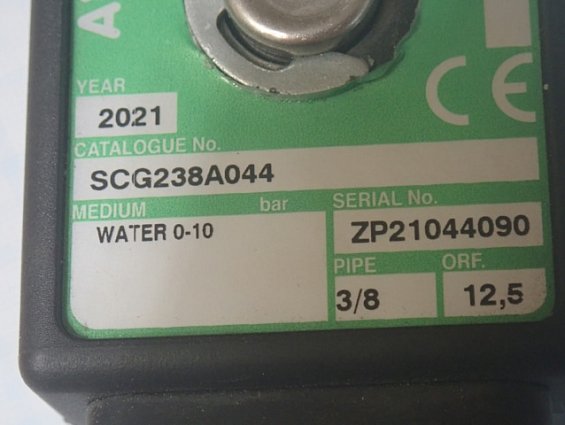 YEAR
2021
CE
CATALOGUE No.
SCG238A044
MEDIUM bar
SERIAL No.
WATER 0-10
ZP21044090
PIPE
ORF.
3/8
12,5